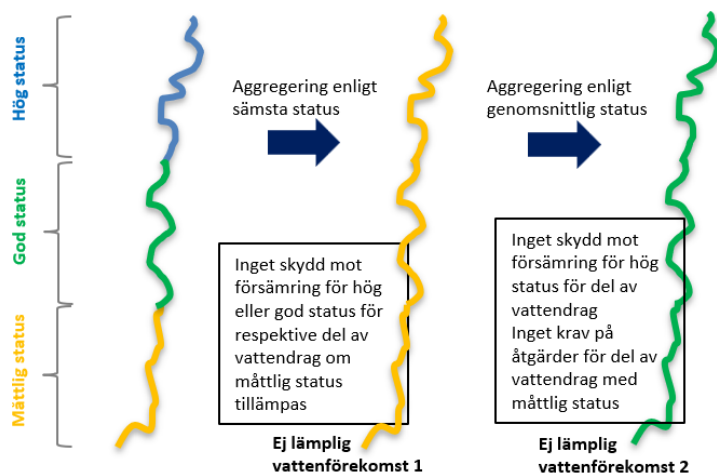 Hög status
God status
Måttlig status
Aggregering enligt
sämsta status
Inget skydd mot
försämring för hög
eller god status för
respektive del av
vattendrag om
måttlig status
tillämpas
Ej lämplig
vattenförekomst 1
Aggregering enligt
genomsnittlig status
Inget skydd mot
försämring för hög
status för del av
vattendrag
Inget krav på
åtgärder för del av
vattendrag med
måttlig status
Ej lämplig
vattenförekomst 2